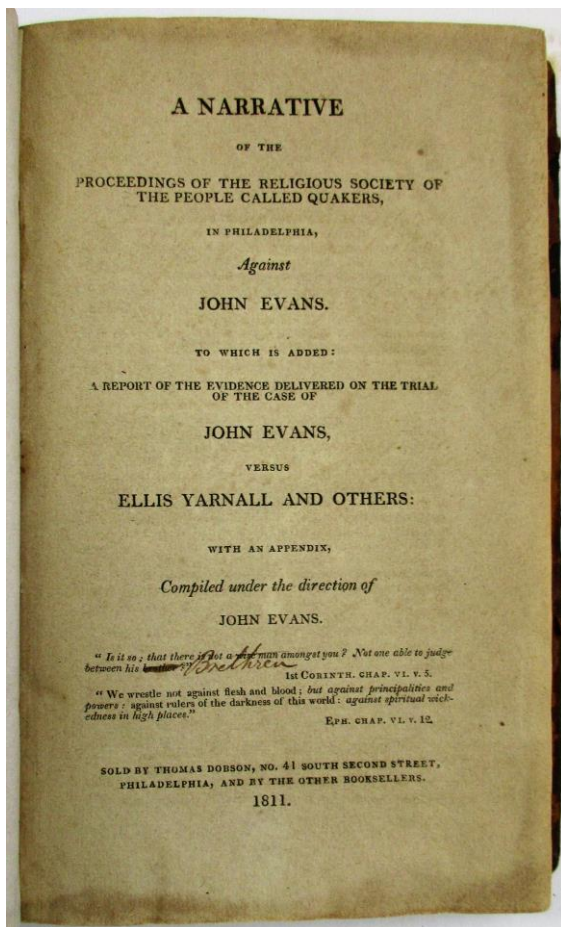 A NARRATIVE
OF THE
PROCEEDINGS OF THE RELIGIOUS SOCIETY OF
THE PEOPLE CALLED QUAKERS,
IN PHILADELPHIA,
Against
JOHN EVANS.
TO WHICH IS ADDED:
A REPORT OF THE EVIDENCE DELIVERED ON THE TRIAL
OF THE CASE OF
JOHN EVANS,
VERSUS
ELLIS YARNALL AND OTHERS:
WITH AN APPENDIX,
Compiled under the direction of
JOHN EVANS.
" Is it so; that there is not a man amongst you? Not one able to judge
between his Brethren
1st CORINTH. CHAP. VI. V. 5.
" We wrestle not against flesh and blood; but against principalities and
powers: against rulers of the darkness of this world: against spiritual wick-
edness in high places."
EPH. CHAP. VI. V. 12.
SOLD BY THOMAS DOBSON, NO. 41 SOUTH SECOND STREET,
PHILADELPHIA, AND BY THE OTHER BOOKSELLERS.
1811.